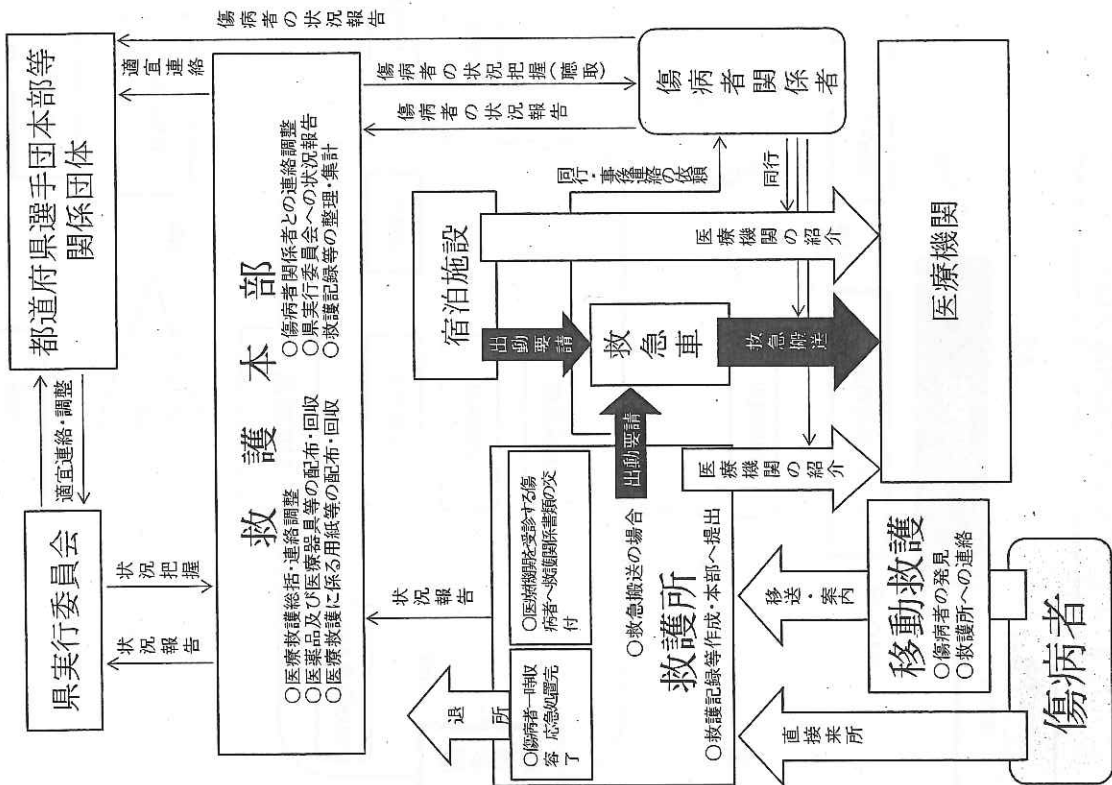 県実行委員会
適宜連絡・調整
都道府県選手団本部等
関係団体
状況報告
状況把握
適宜連絡
傷病者の状況報告
救護本部
○医療救護総括・連絡調整
○医薬品及び医療器具等の配布・回収
○医療救護に係る用紙等の配布・回収
○傷病者関係者との連絡調整
○県実行委員会への状況報告
○救護記録等の整理・集計
傷病者の状況把握（聴取）
傷病者の状況報告
退所
状況報告
○傷病者一時収
容　応急処置完
了
○医療機関を受診する傷
病者へ救護関係書類の交
付
○救急搬送の場合
救護所
○救護記録等作成・本部へ提出
出動要請
宿泊施設
出動要請
救急車
救急搬送
同行・事後連絡の依頼
傷病者
関係者
同行
医療機関の紹介
医療機関の紹介
医療機関
直接来所
移送・案内
移動救護
○傷病者の発見
○救護所への連絡
傷病者